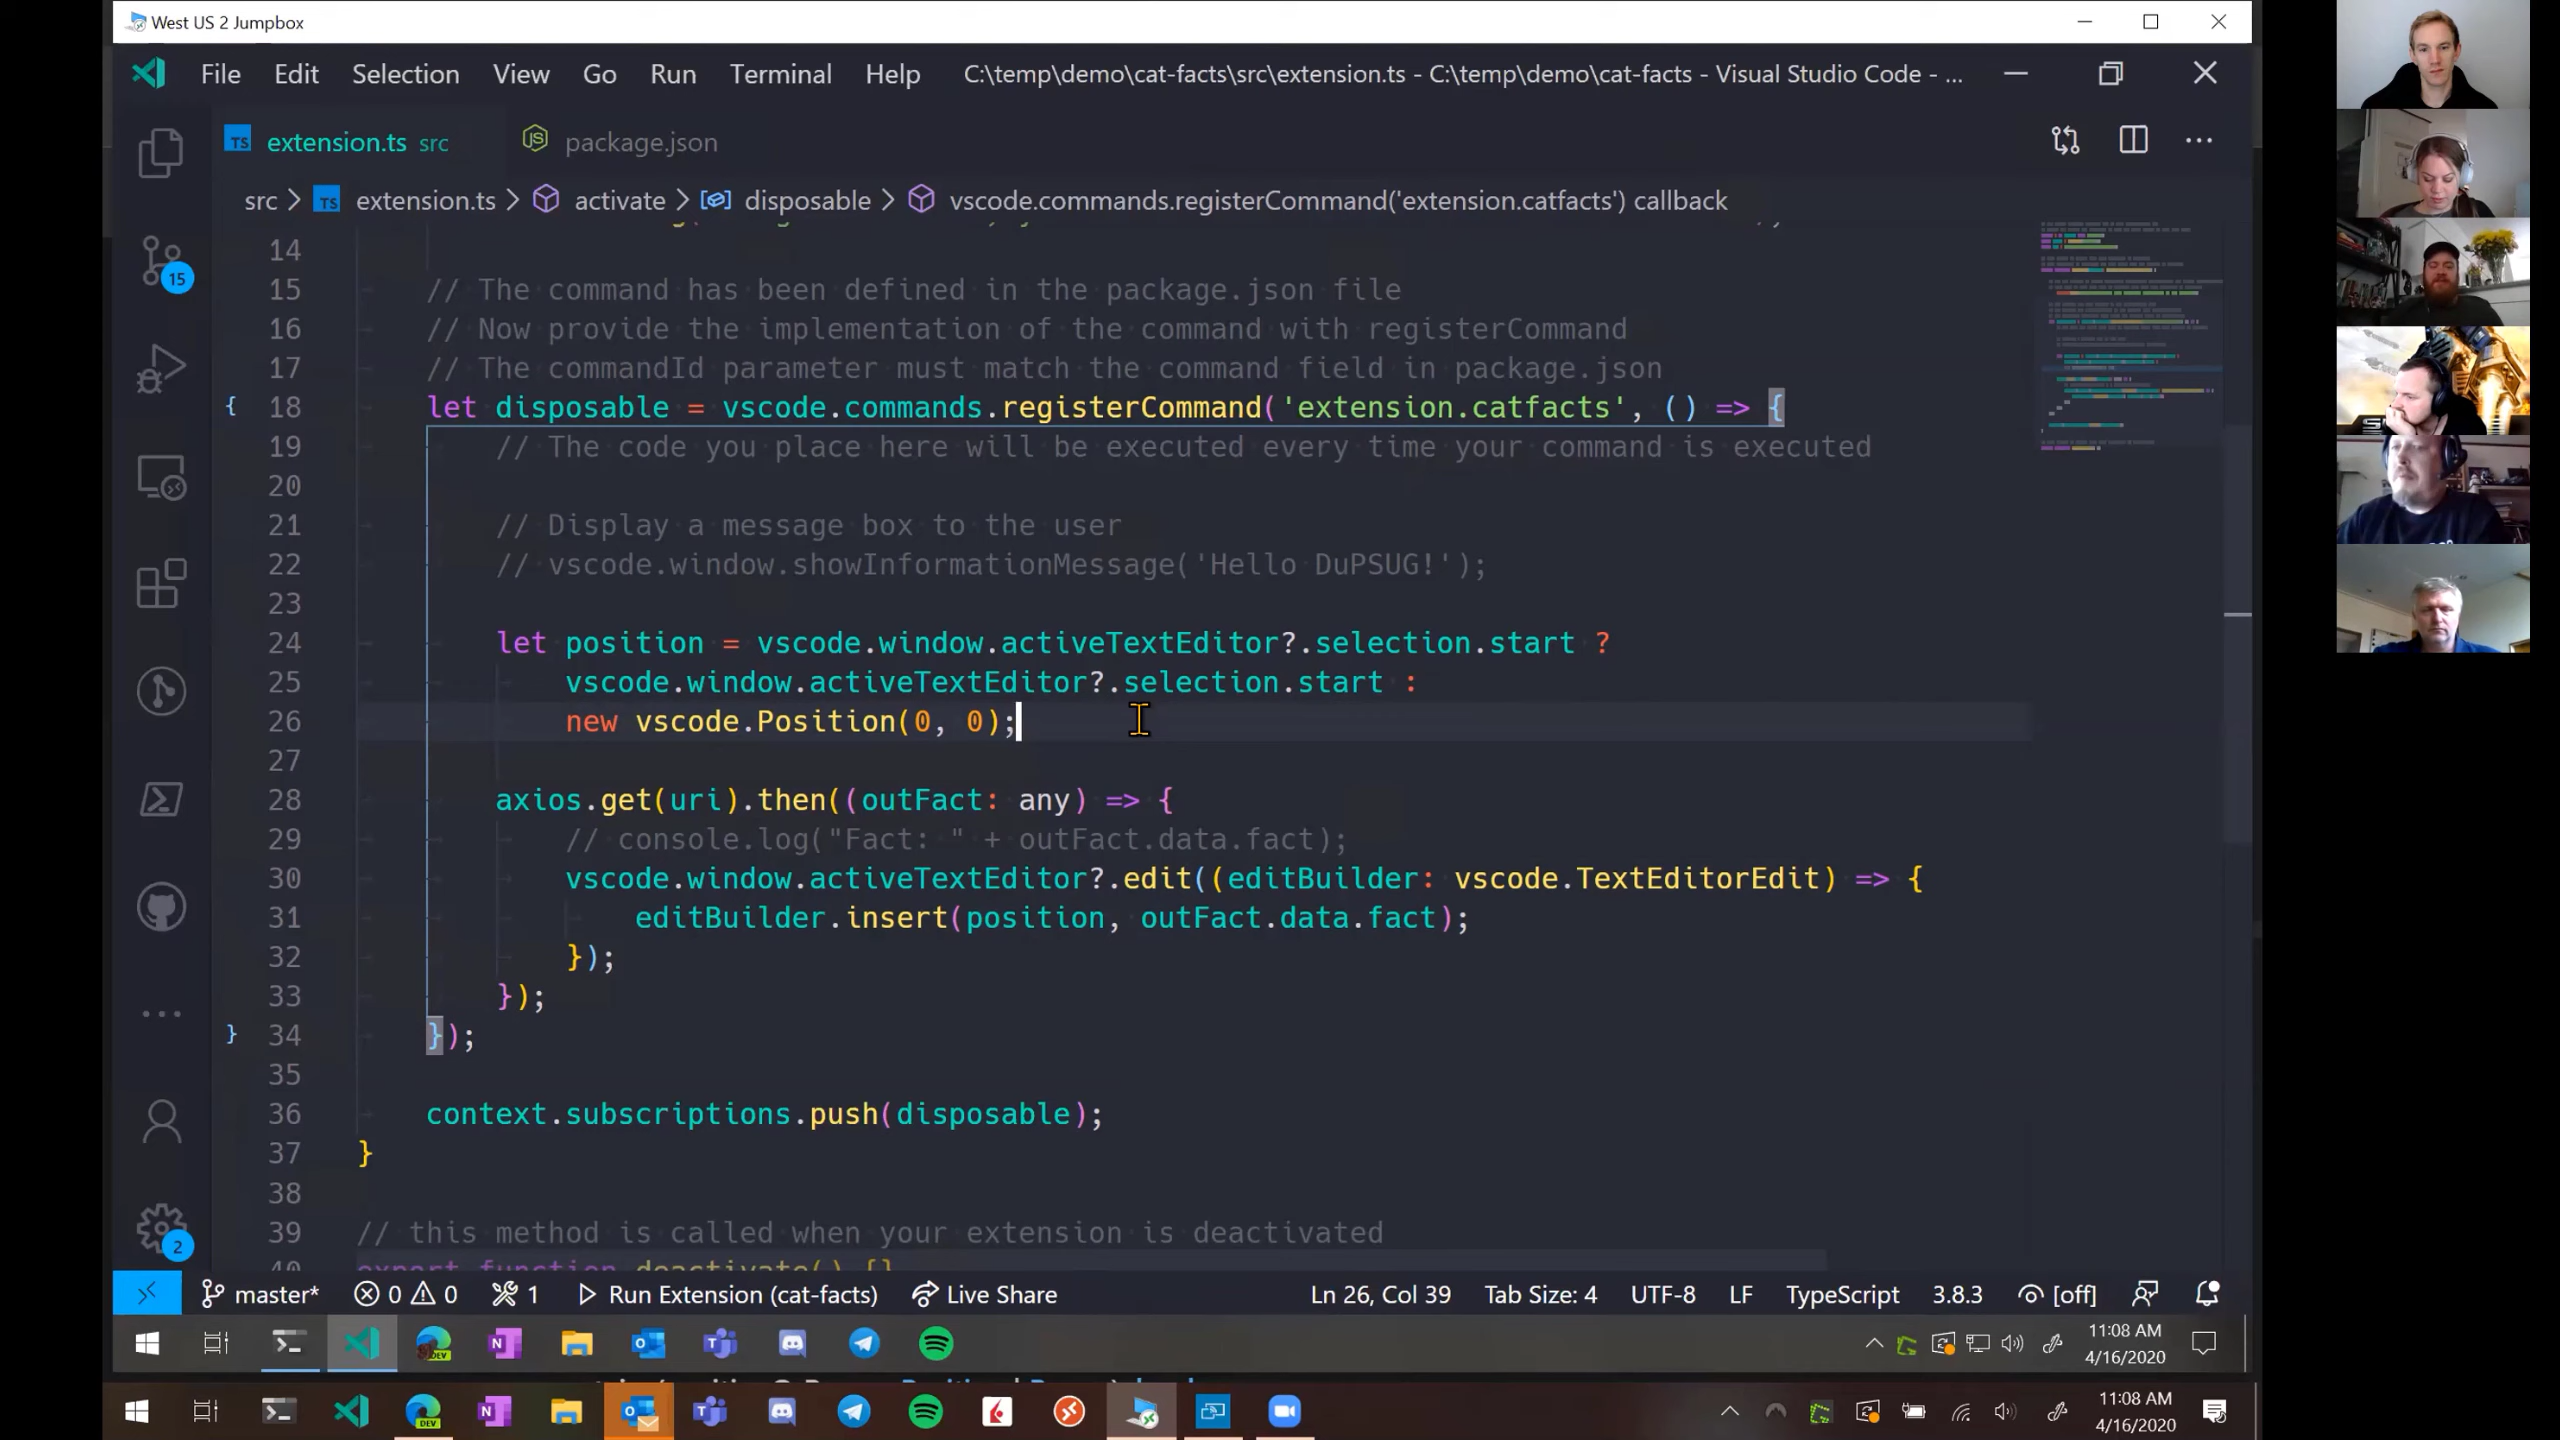 West US 2 Jumpbox
File Edit Selection View Go Run Terminal Help C:\temp\demo\cat-facts\src\extension.ts - C:\temp\demo\cat-facts - Visual Studio Code - ...
TS extension.ts src JS package.json
src > TS extension.ts > activate > disposable > vscode.commands.registerCommand('extension.catfacts') callback
14
15 // The command has been defined in the package.json file
16 // Now provide the implementation of the command with registerCommand
17 // The commandId parameter must match the command field in package.json
{ 18 let disposable = vscode.commands.registerCommand('extension.catfacts', () => {
19 // The code you place here will be executed every time your command is executed
20
21 // Display a message box to the user
22 // vscode.window.showInformationMessage('Hello DuPSUG!');
23
24 let position = vscode.window.activeTextEditor?.selection.start ?
25 vscode.window.activeTextEditor?.selection.start :
26 new vscode.Position(0, 0);
27
28 axios.get(uri).then((outFact: any) => {
29 // console.log("Fact: " + outFact.data.fact);
30 vscode.window.activeTextEditor?.edit((editBuilder: vscode.TextEditorEdit) => {
31 editBuilder.insert(position, outFact.data.fact);
32 });
33 });
} 34 });
35
36 context.subscriptions.push(disposable);
37 }
38
39 // this method is called when your extension is deactivated
40 export function deactivate() {}
15
2
master* 0 0 1 Run Extension (cat-facts) Live Share Ln 26, Col 39 Tab Size: 4 UTF-8 LF TypeScript 3.8.3 [off]
11:08 AM
4/16/2020
DEV
11:08 AM
4/16/2020
DEV